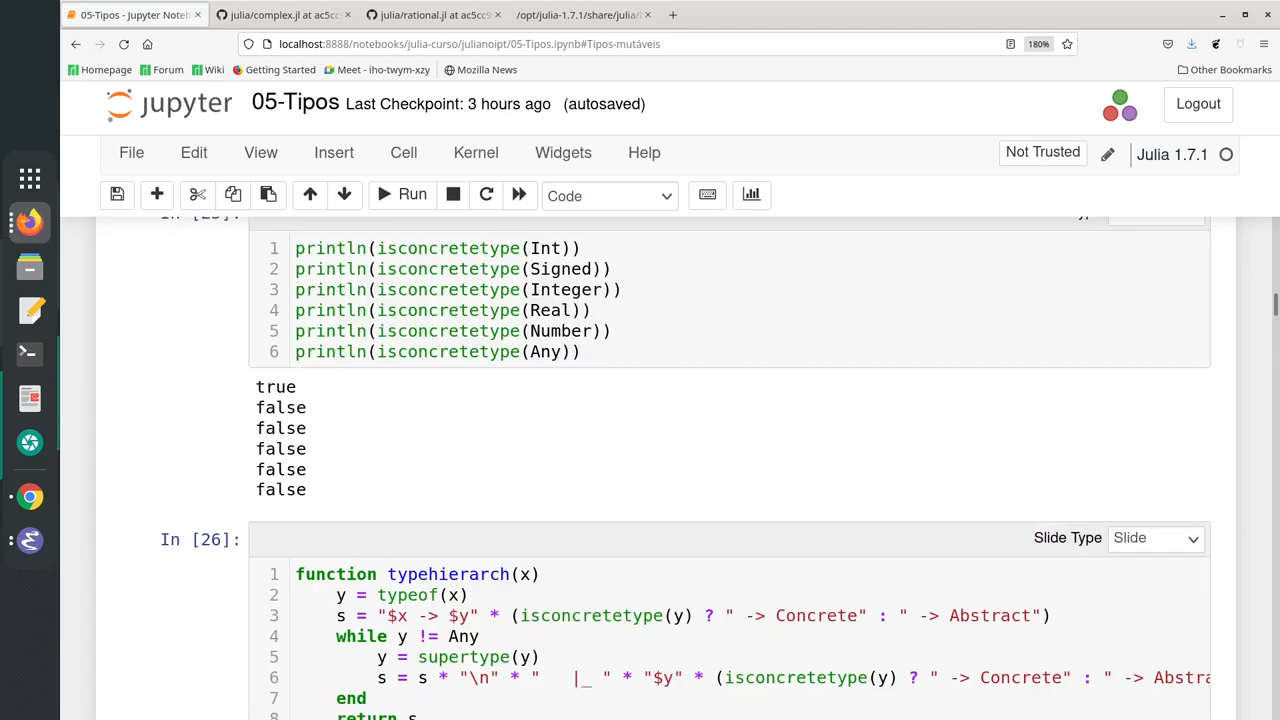 05-Tipos - Jupyter Noteb
julia/complex.jl at ac5cc
julia/rational.jl at ac5cc9
/opt/julia-1.7.1/share/julia/
localhost:8888/notebooks/julia-curso/julianoipt/05-Tipos.ipynb#Tipos-mutáveis
180%
Homepage
Forum
Wiki
Getting Started
Meet - iho-twym-xzy
Mozilla News
Other Bookmarks
jupyter
05-Tipos
Last Checkpoint: 3 hours ago
(autosaved)
Logout
File
Edit
View
Insert
Cell
Kernel
Widgets
Help
Not Trusted
Julia 1.7.1
Run
Code
1 println(isconcretetype(Int))
2 println(isconcretetype(Signed))
3 println(isconcretetype(Integer))
4 println(isconcretetype(Real))
5 println(isconcretetype(Number))
6 println(isconcretetype(Any))
true
false
false
false
false
false
In [26]:
Slide Type
Slide
1 function typehierarch(x)
2 y = typeof(x)
3 s = "$x -> $y" * (isconcretetype(y) ? " -> Concrete" : " -> Abstract")
4 while y != Any
5 y = supertype(y)
6 s = s * "\n" * "   |_ " * "$y" * (isconcretetype(y) ? " -> Concrete" : " -> Abstra
7 end
8 return s